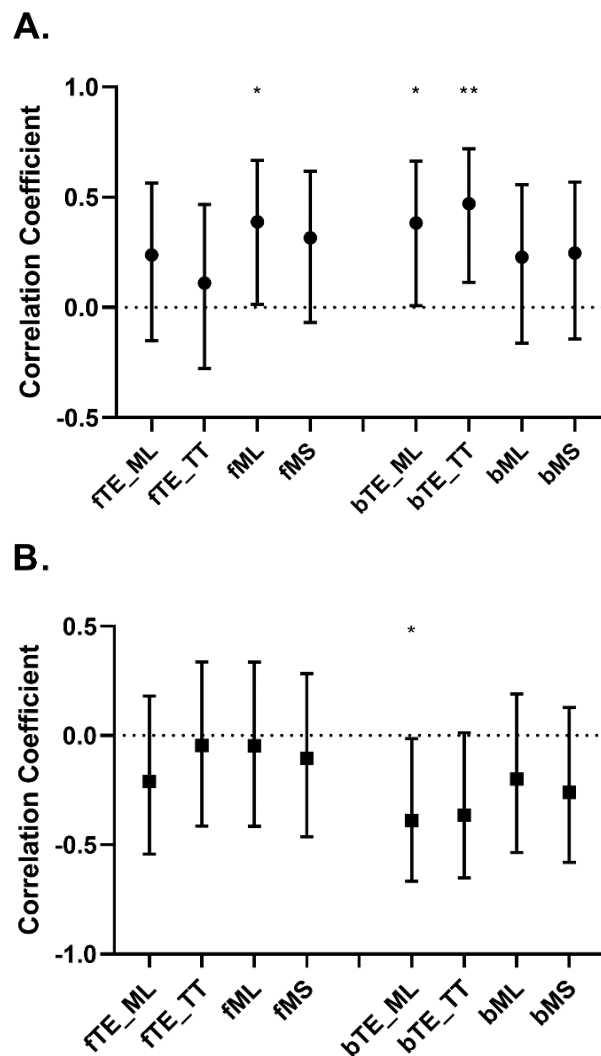 A.
Correlation Coefficient
1.0
0.5
0.0
-0.5
* * **
fTE_ML fTE_TT fML fMS bTE_ML bTE_TT bML bMS
B.
Correlation Coefficient
0.5
0.0
-0.5
-1.0
*
fTE_ML fTE_TT fML fMS bTE_ML bTE_TT bML bMS